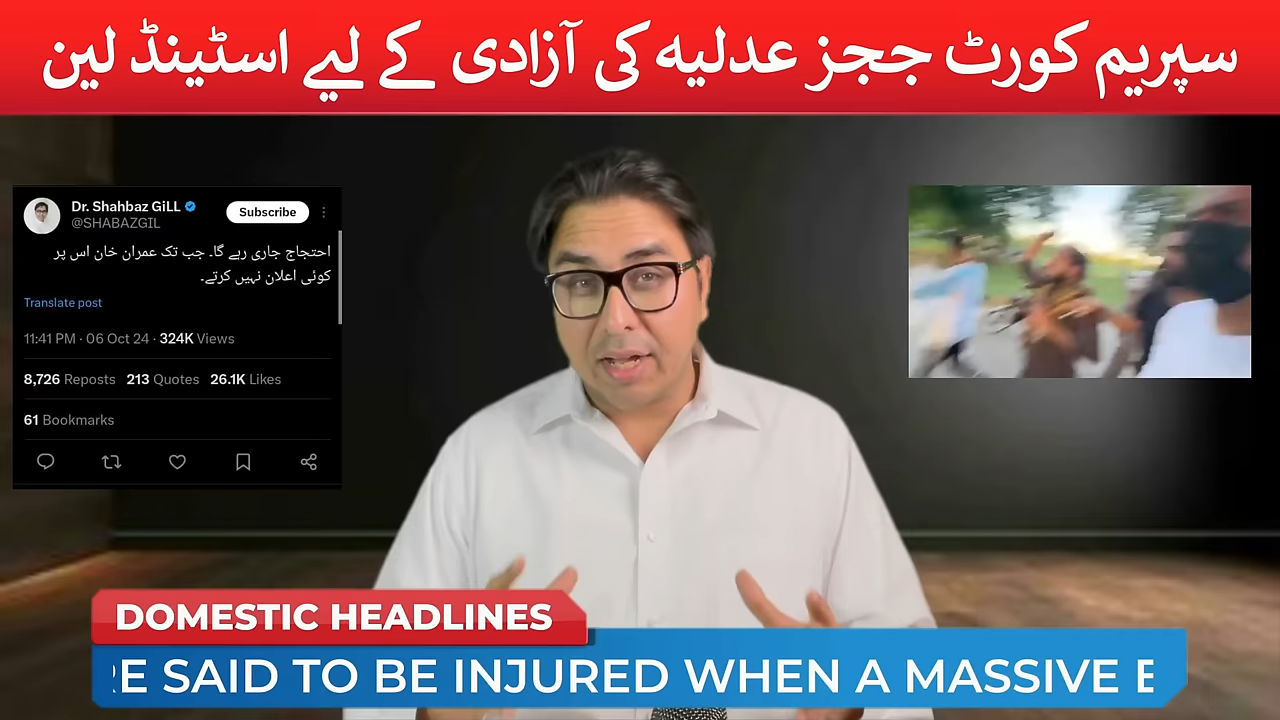 سپریم کورٹ ججز عدلیہ کی آزادی کے لیے اسٹینڈ لین
Dr. Shahbaz GiLL
@SHABAZGIL
Subscribe
احتجاج جاری رہے گا۔ جب تک عمران خان اس پر
کوئی اعلان نہیں کرتے۔
Translate post
11:41 PM · 06 Oct 24 · 324K Views
8,726 Reposts 213 Quotes 26.1K Likes
61 Bookmarks
DOMESTIC HEADLINES
SAID TO BE INJURED WHEN A MASSIVE